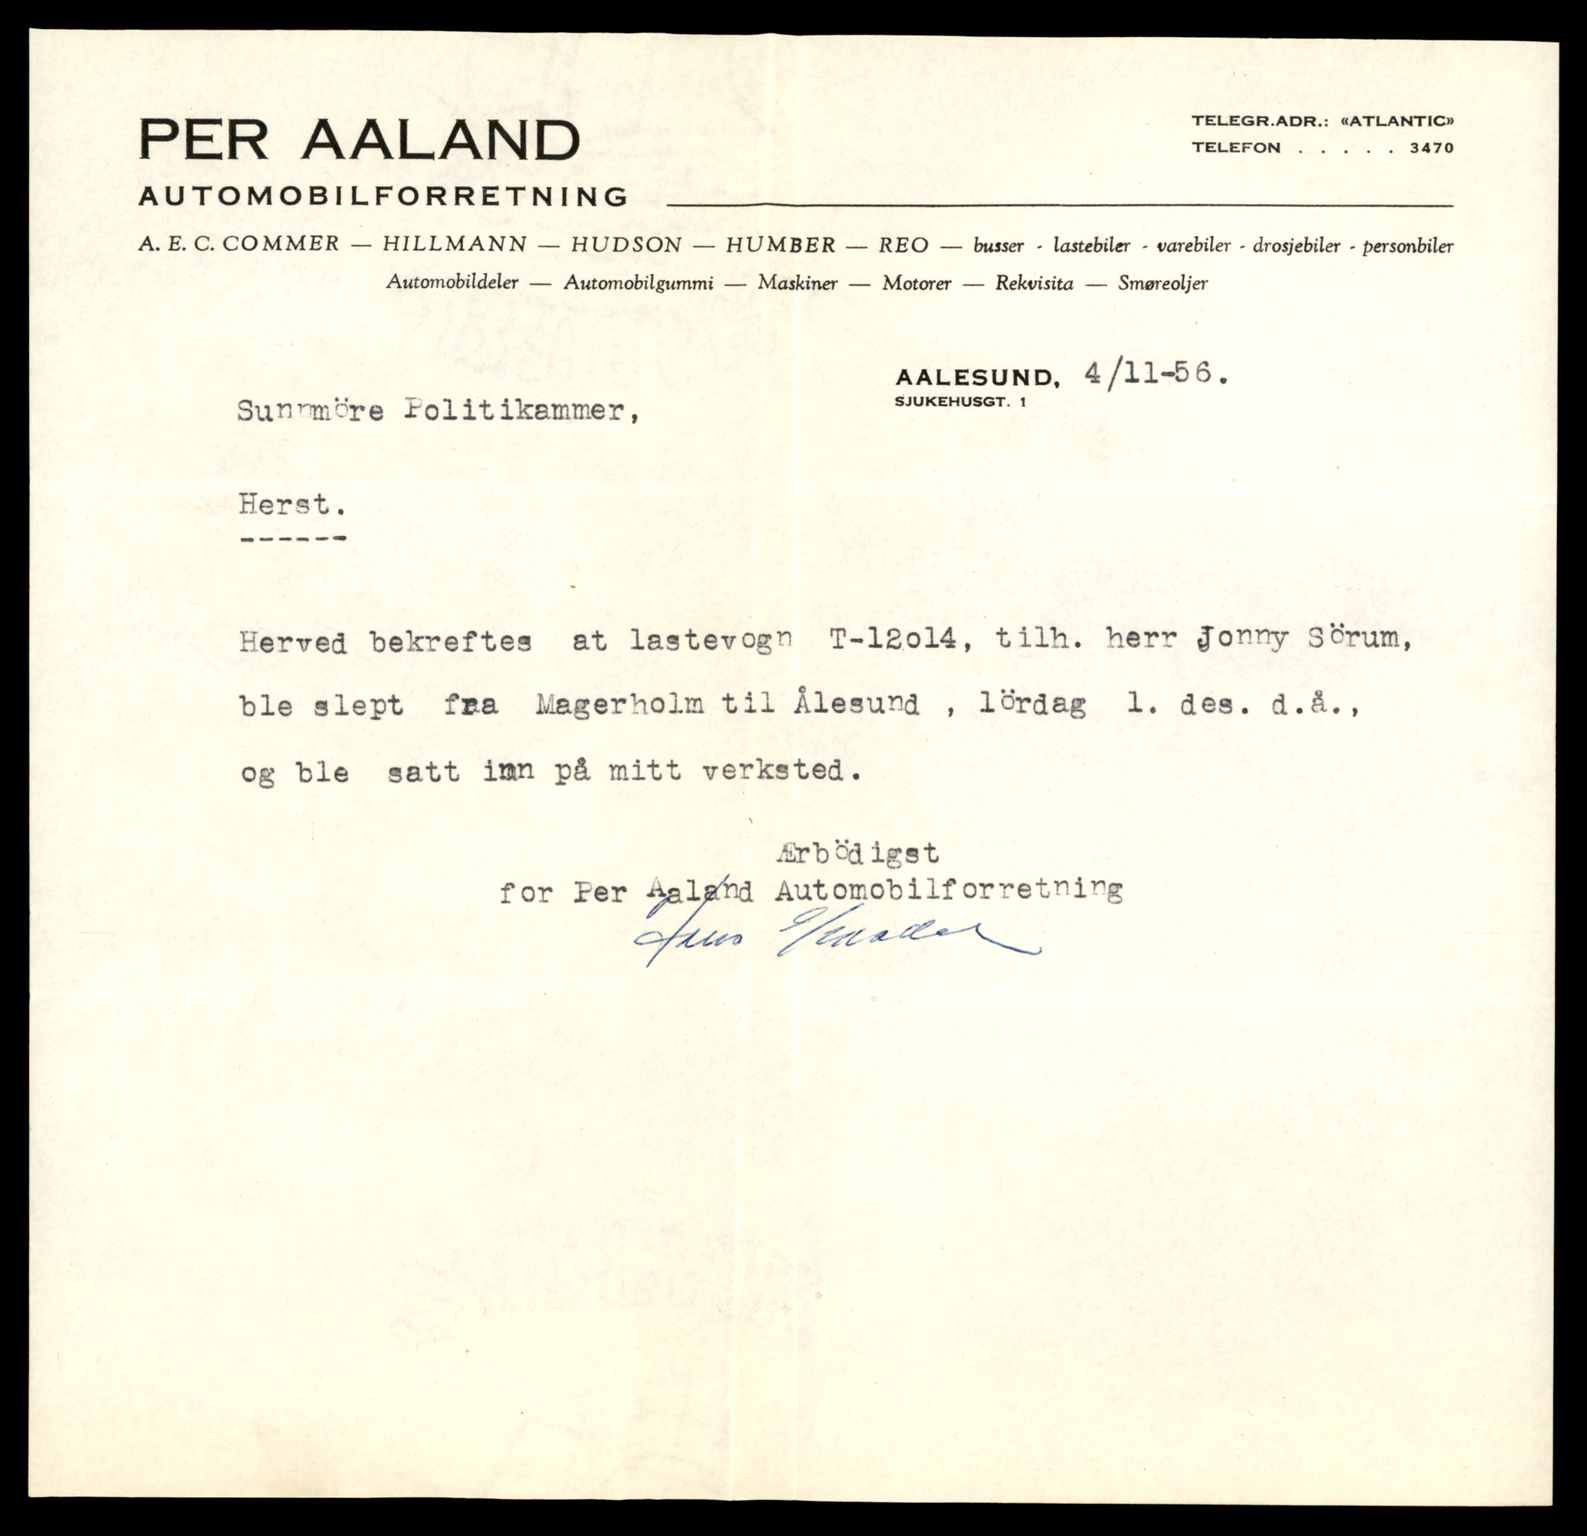 PER AALAND
TELEGR.ADR.: «ATLANTIC»
TELEFON . . . . . 3470
AUTOMOBILFORRETNING
A. E. C. COMMER — HILLMANN — HUDSON — HUMBER — REO — busser - lastebiler - varebiler - drosjebiler - personbiler
Automobildeler — Automobilgummi — Maskiner — Motorer — Rekvisita — Smøreoljer
AALESUND, 4/11-56.
SJUKEHUSGT. 1
Sunnmöre Politikammer,
Herst.
------
Herved bekreftes at lastevogn T-12o14, tilh. herr Jonny Sörum,
ble slept fra Magerholm til Ålesund , lördag 1. des. d.å.,
og ble satt inn på mitt verksted.
Ærbödigst
for Per Aaland Automobilforretning